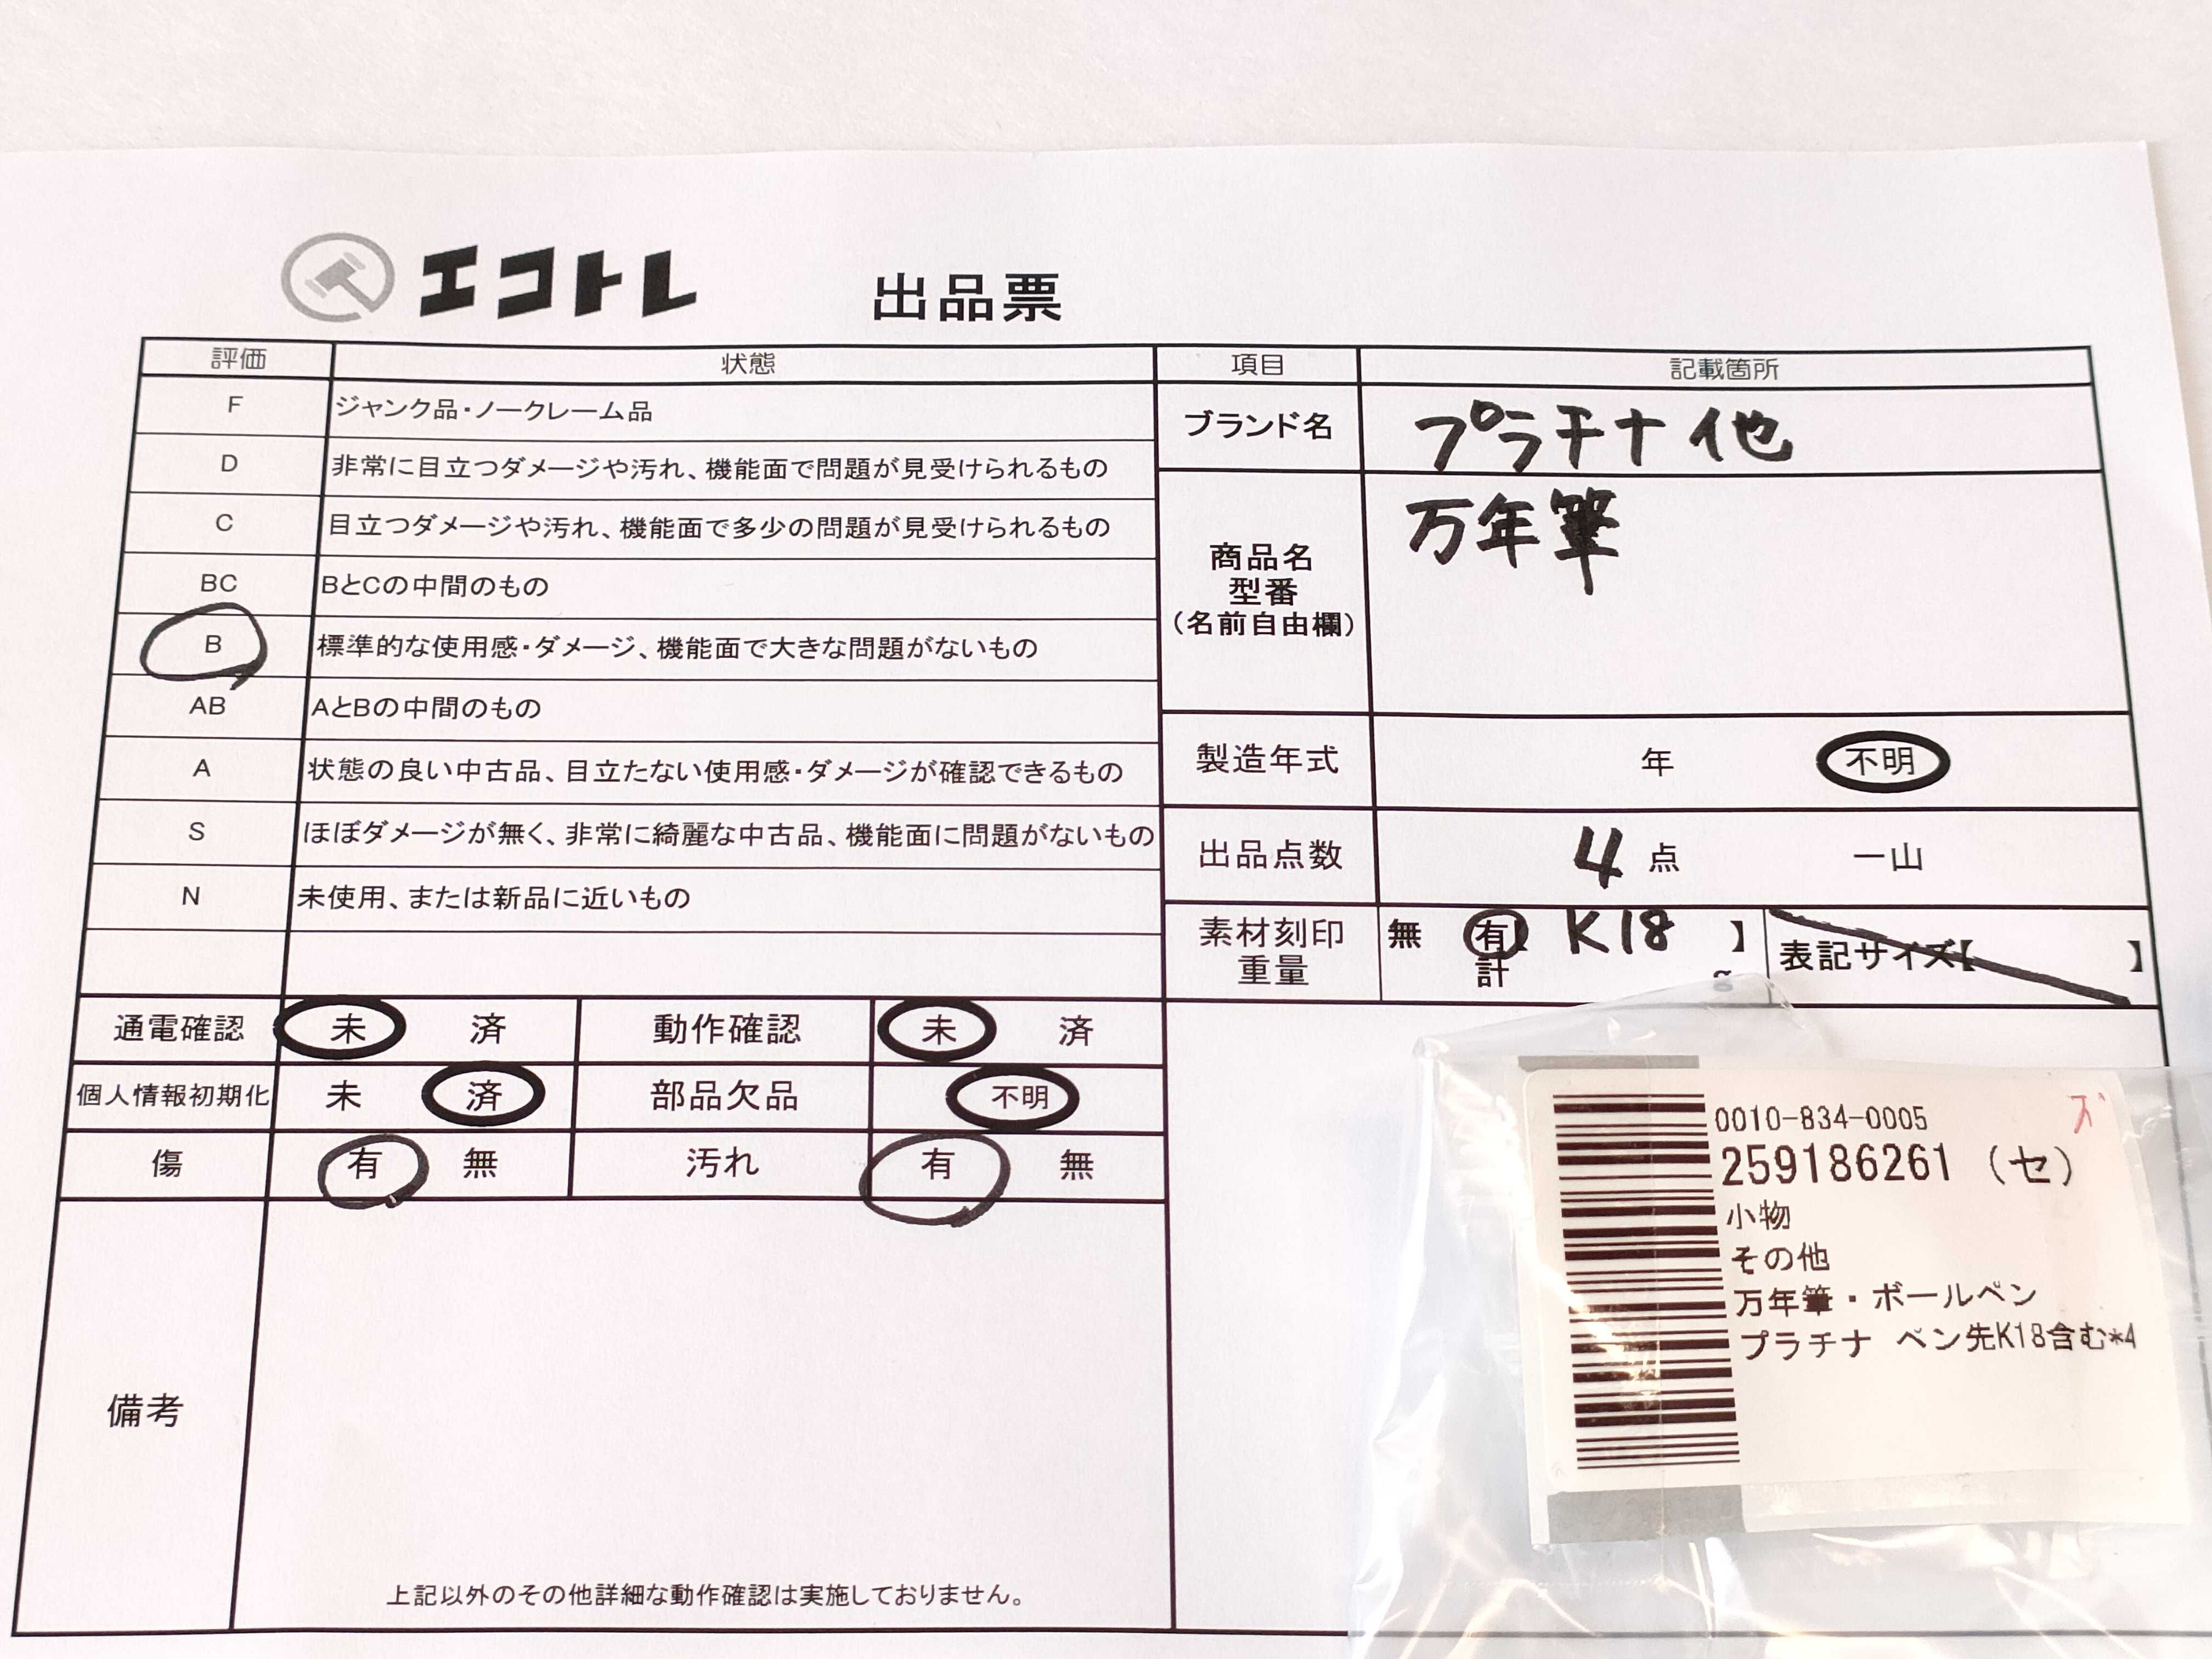 エコトレ 出品票
評価 状態 項目 記載箇所
F ジャンク品・ノークレーム品
D 非常に目立つダメージや汚れ、機能面で問題が見受けられるもの
C 目立つダメージや汚れ、機能面で多少の問題が見受けられるもの
BC BとCの中間のもの
B 標準的な使用感・ダメージ、機能面で大きな問題がないもの
AB AとBの中間のもの
A 状態の良い中古品、目立たない使用感・ダメージが確認できるもの
S ほぼダメージが無く、非常に綺麗な中古品、機能面に問題がないもの
N 未使用、または新品に近いもの
ブランド名 プラチナ他
商品名
型番
(名前自由欄)
万年筆
製造年式 年 不明
出品点数 4点 一山
素材刻印 無 有【 K18 】
重量 計 g
表記サイズ【 】
通電確認 未 済 動作確認 未 済
個人情報初期化 未 済 部品欠品 不明
傷 有 無 汚れ 有 無
備考
上記以外のその他詳細な動作確認は実施しておりません。
0010-834-0005
259186261 (セ)
小物
その他
万年筆・ボールペン
プラチナ ペン先K18含む*4